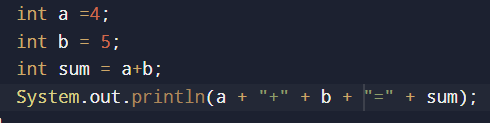 int a =4;
int b = 5;
int sum = a+b;
System.out.println(a + "+" + b + "=" + sum);